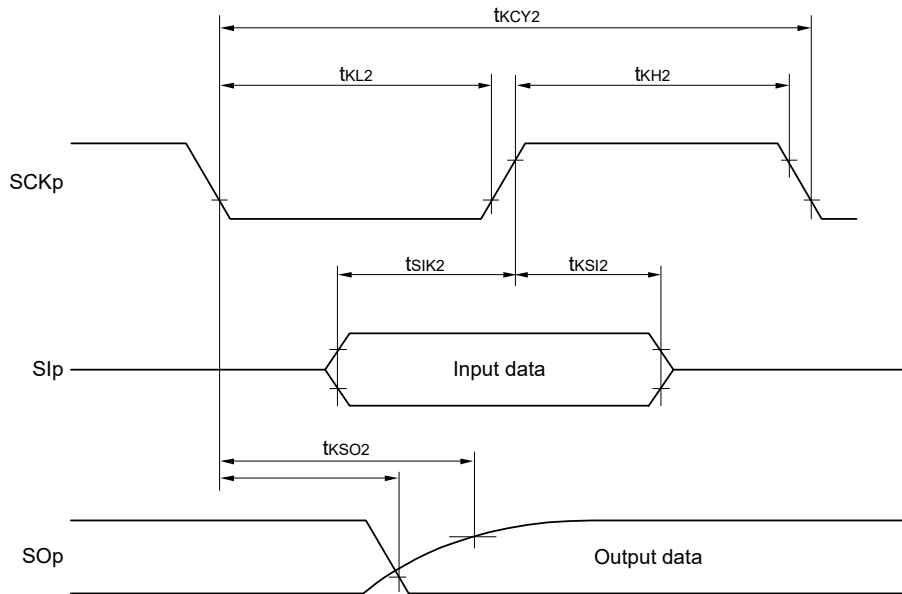 tKCY2
tKL2
tKH2
SCKp
tSIK2
tKSI2
SIp
Input data
tKSO2
SOp
Output data